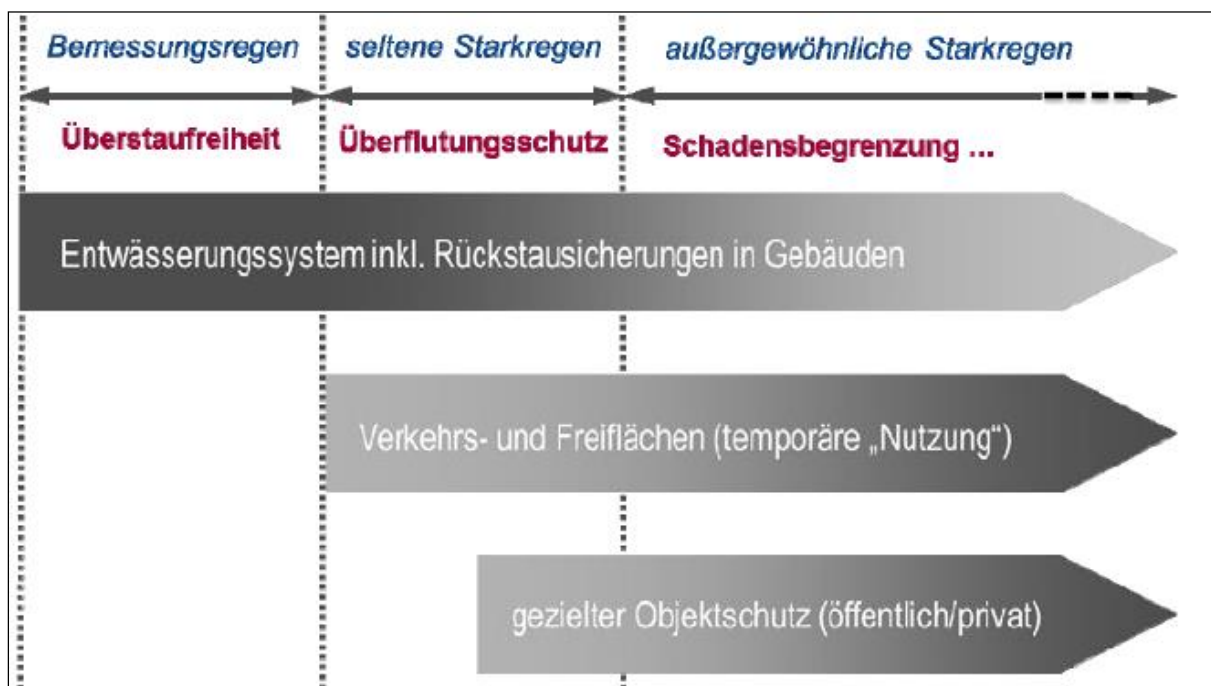 Bemessungsregen seltene Starkregen außergewöhnliche Starkregen
Überstaufreiheit Überflutungsschutz Schadensbegrenzung ...
Entwässerungssystem inkl. Rückstausicherungen in Gebäuden
Verkehrs- und Freiflächen (temporäre „Nutzung“)
gezielter Objektschutz (öffentlich/privat)